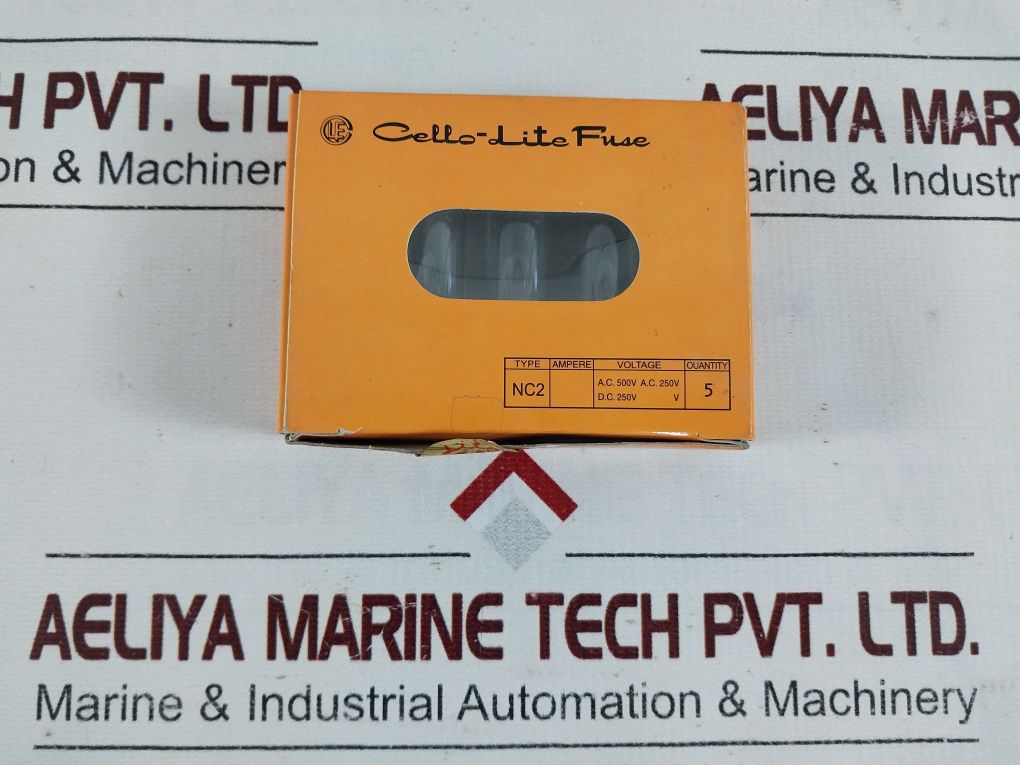 H PVT. LTD
on & Machiner
AELIYA MAR
arine & Industr
CLEF Cello-Lite Fuse
TYPE AMPERE VOLTAGE QUANTITY
NC2 A.C. 500V A.C. 250V 5
D.C. 250V V
AELIYA MARINE TECH PVT. LTD.
Marine & Industrial Automation & Machinery